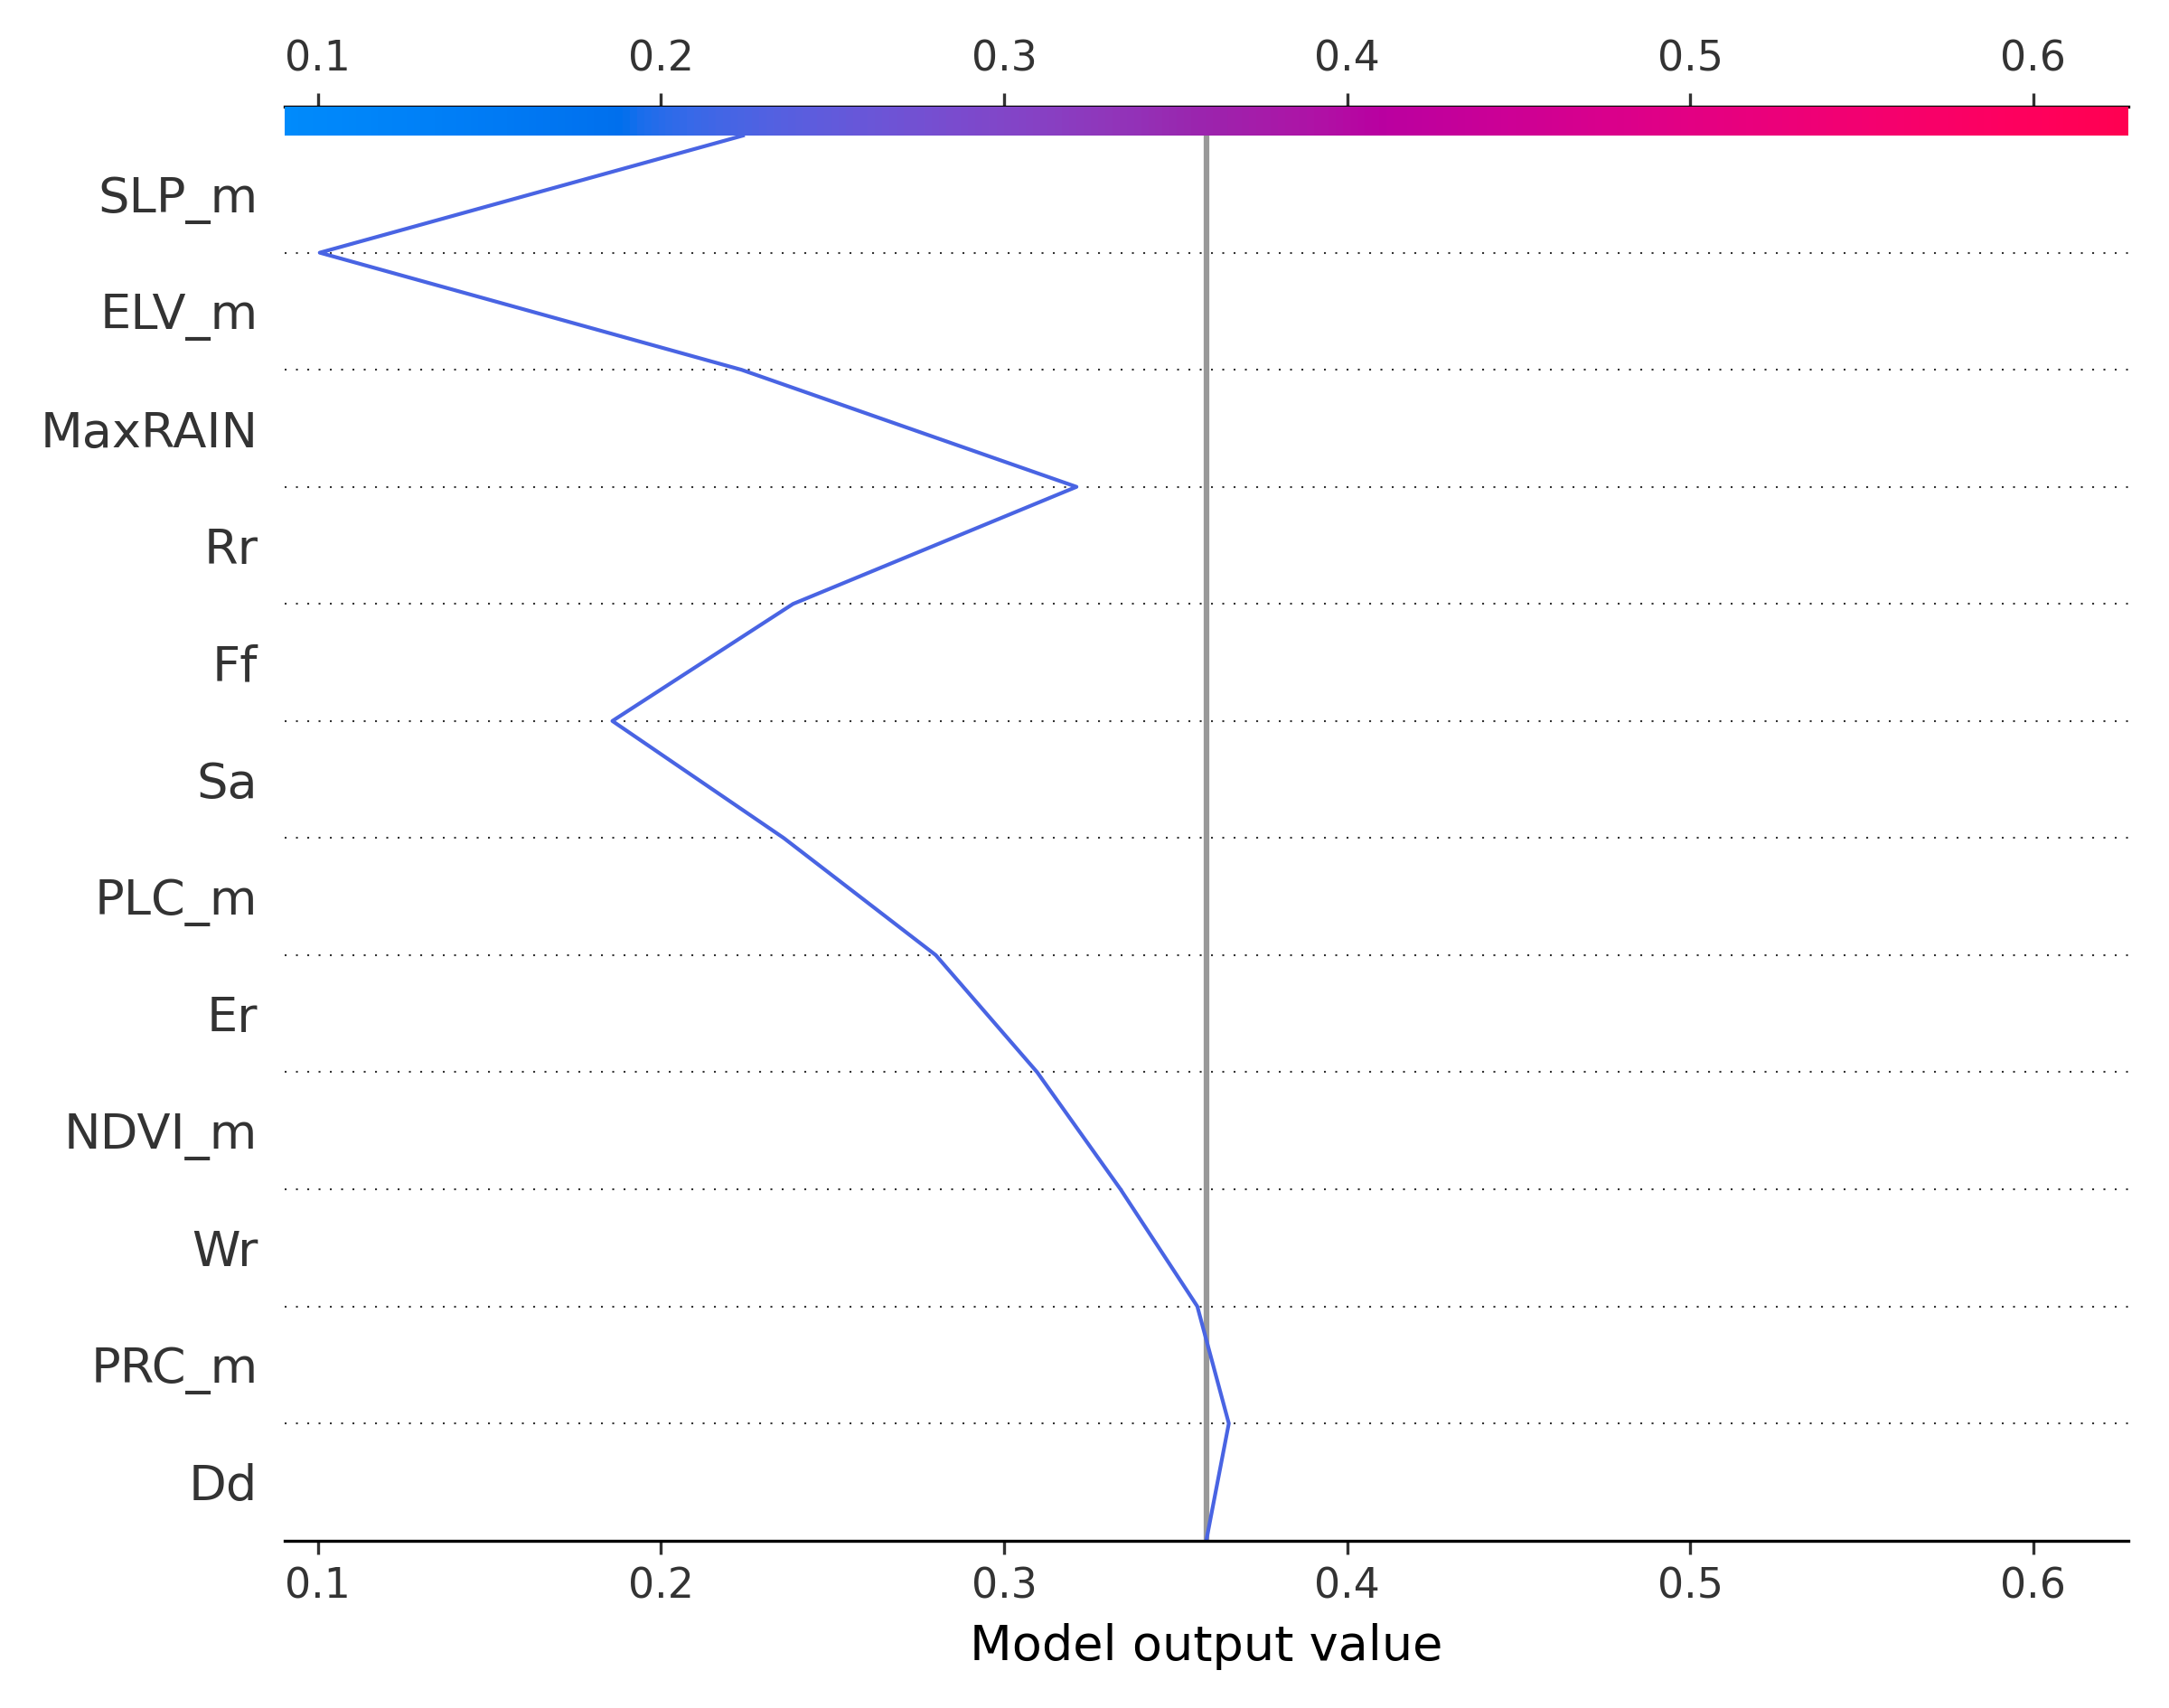 0.1 0.2 0.3 0.4 0.5 0.6
SLP_m
ELV_m
MaxRAIN
Rr
Ff
Sa
PLC_m
Er
NDVI_m
Wr
PRC_m
Dd
0.1 0.2 0.3 0.4 0.5 0.6
Model output value